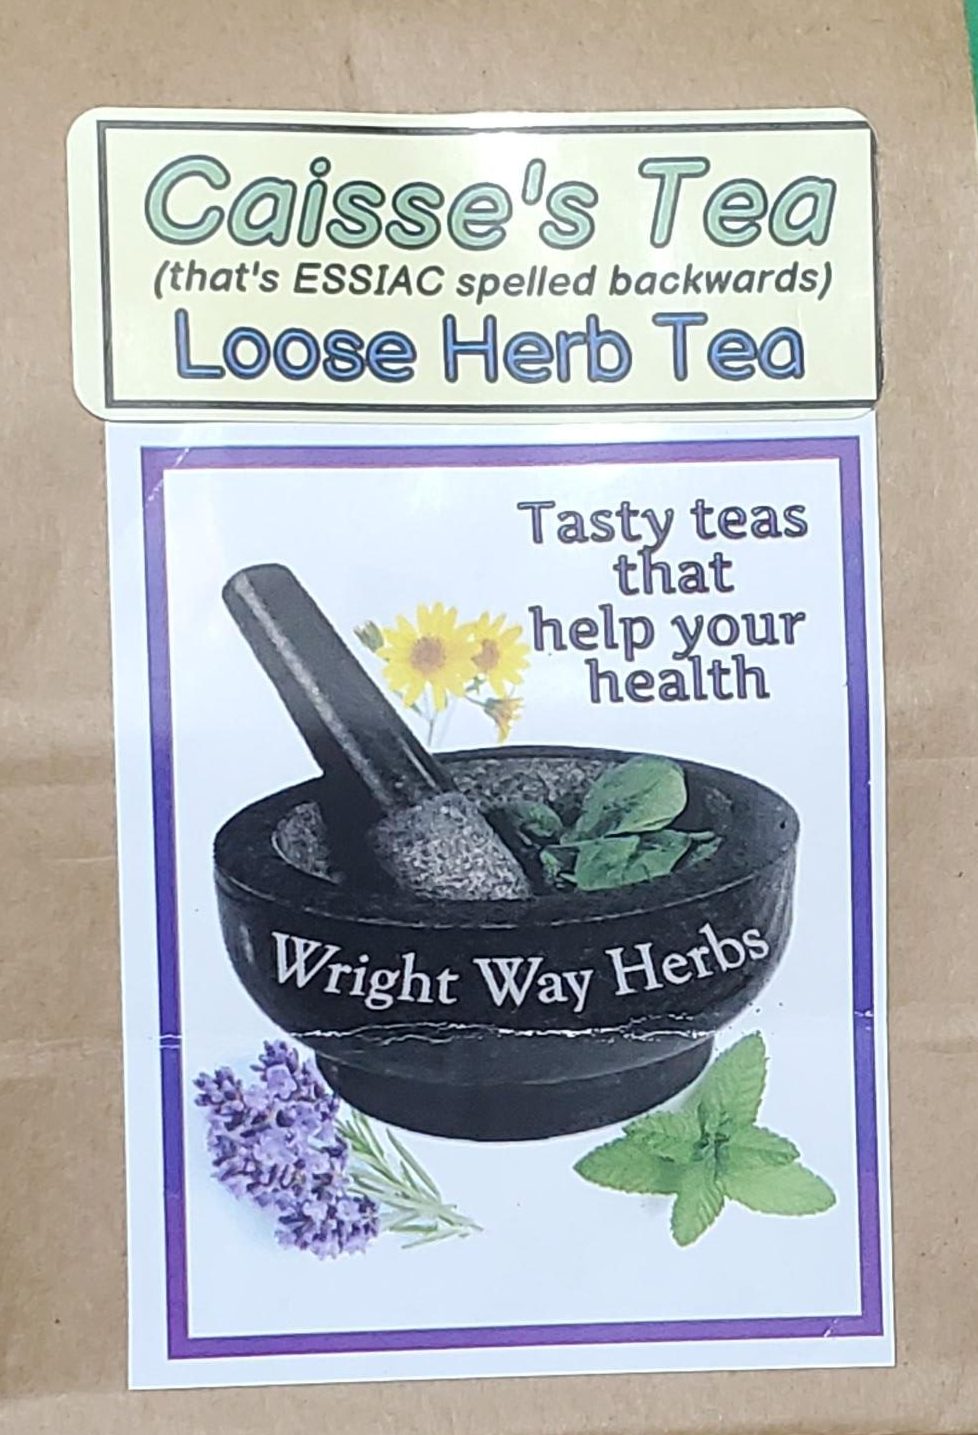 Caisse's Tea
(that's ESSIAC spelled backwards)
Loose Herb Tea
Tasty teas
that
help your
health
Wright Way Herbs